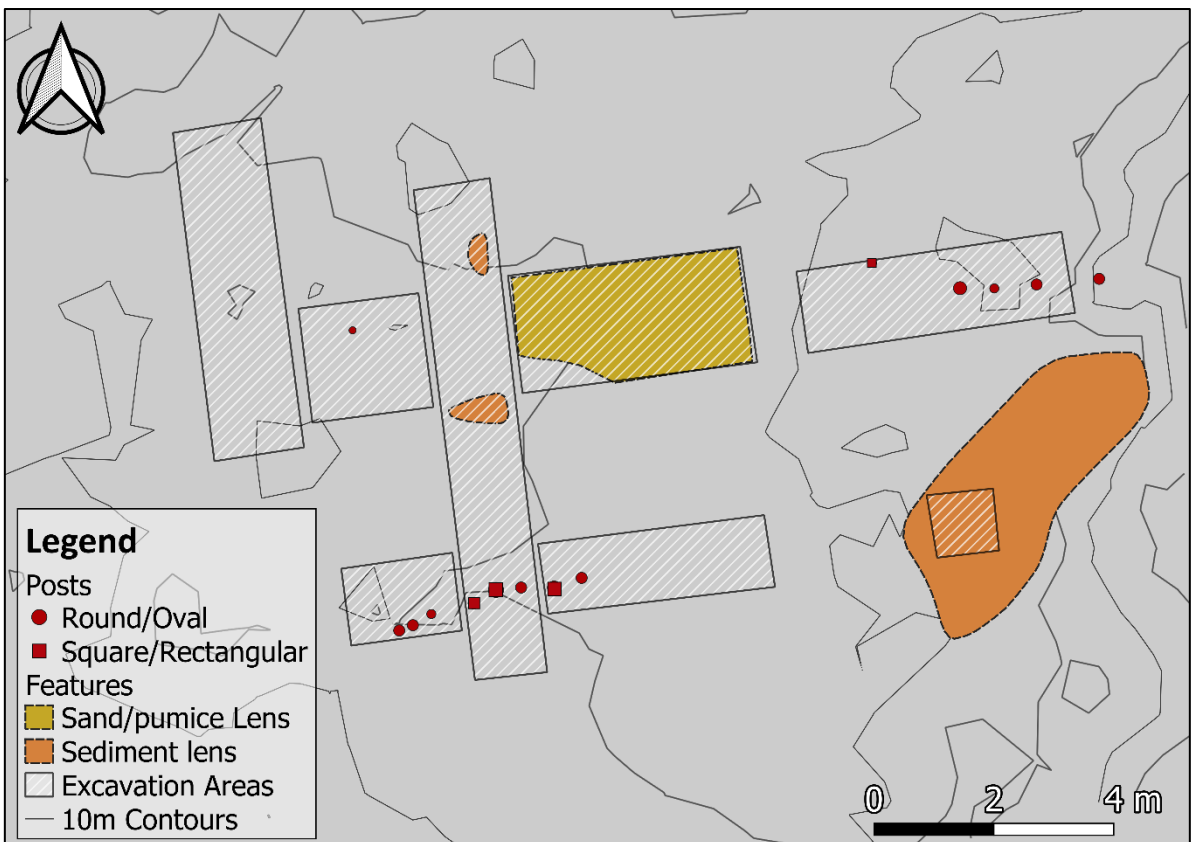 Legend
Posts
Round/Oval
Square/Rectangular
Features
Sand/pumice Lens
Sediment lens
Excavation Areas
10m Contours
0 2 4 m